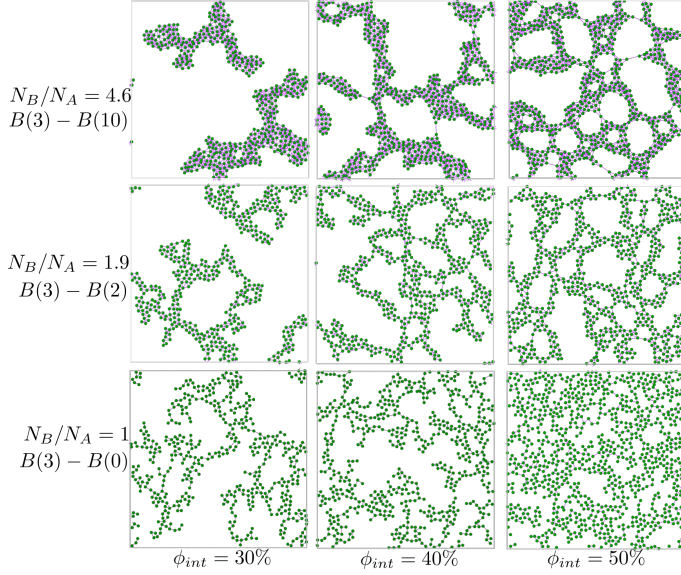 N_B/N_A = 4.6
B(3) − B(10)
N_B/N_A = 1.9
B(3) − B(2)
N_B/N_A = 1
B(3) − B(0)
ϕ_int = 30% ϕ_int = 40% ϕ_int = 50%